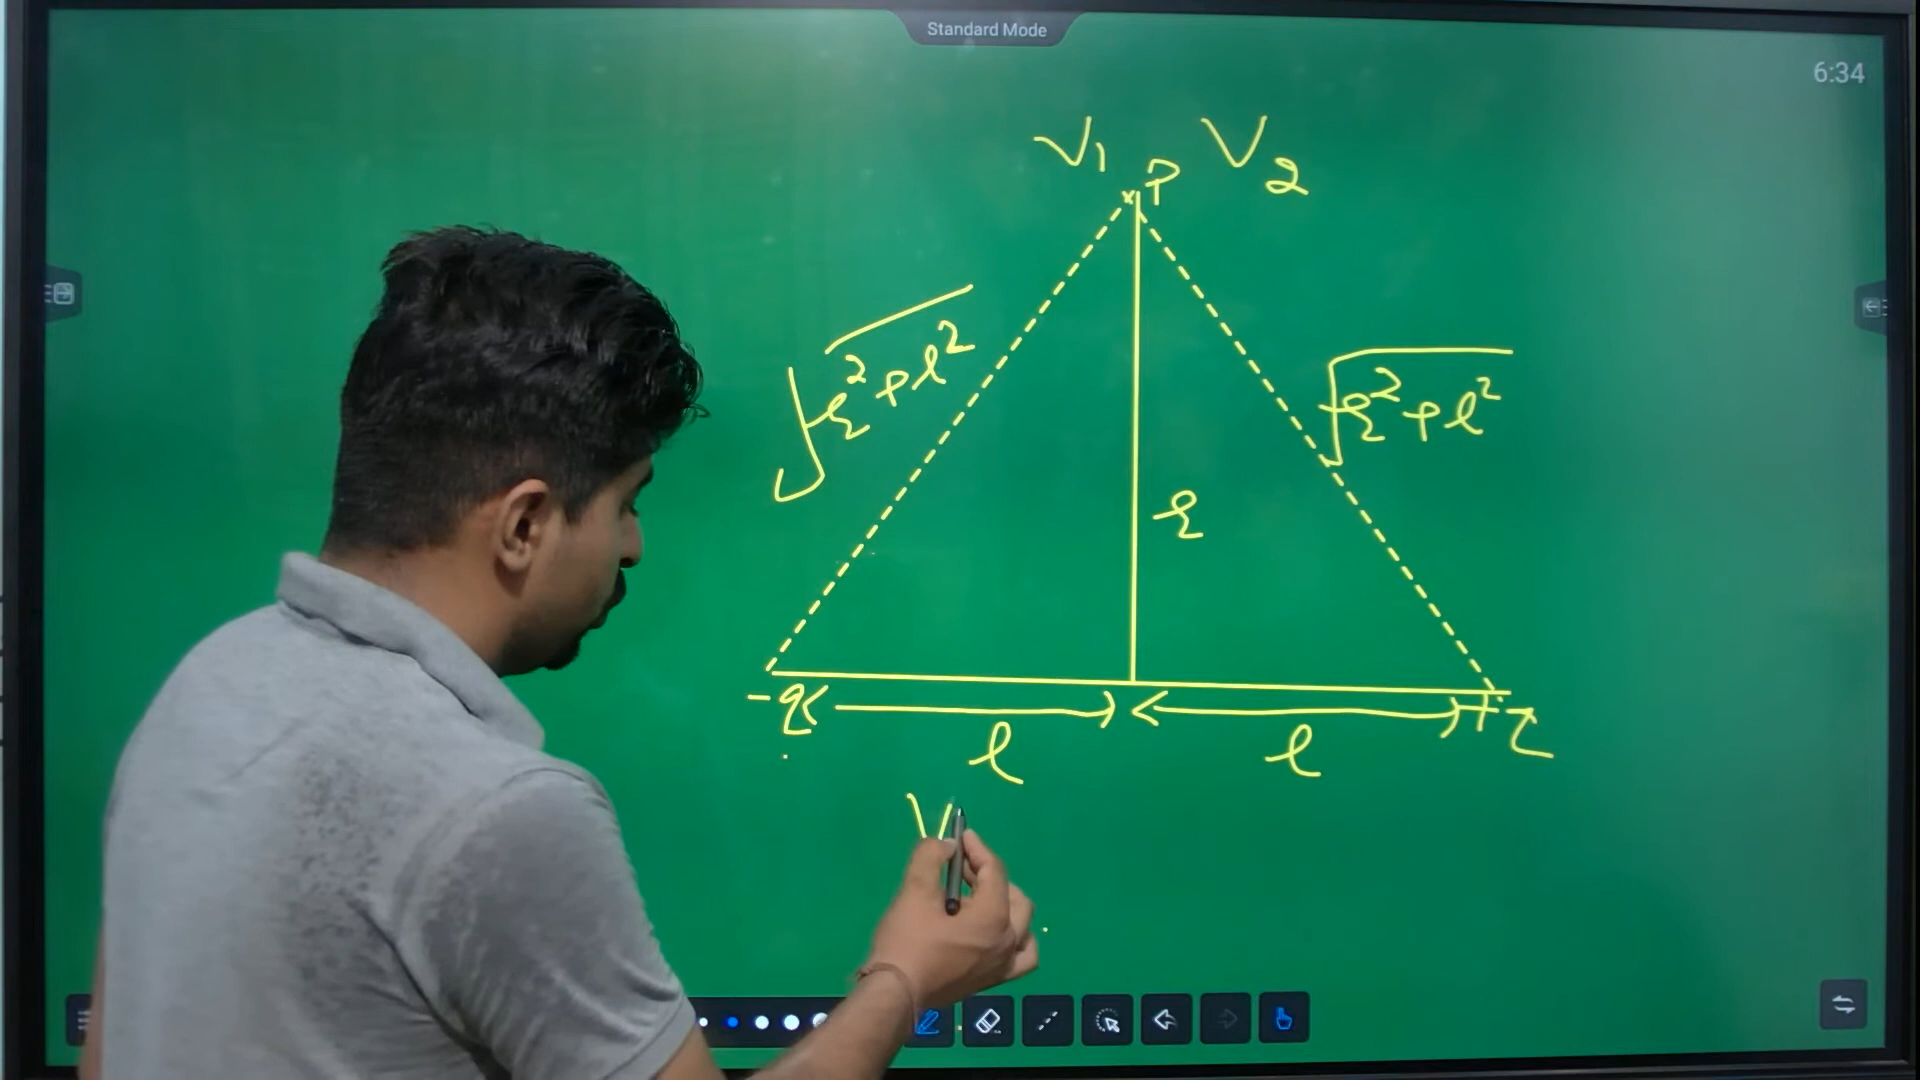 Standard Mode
6:34
V1 P V2
√r²+l²
√r²+l²
r
-q
+q
l
l
V